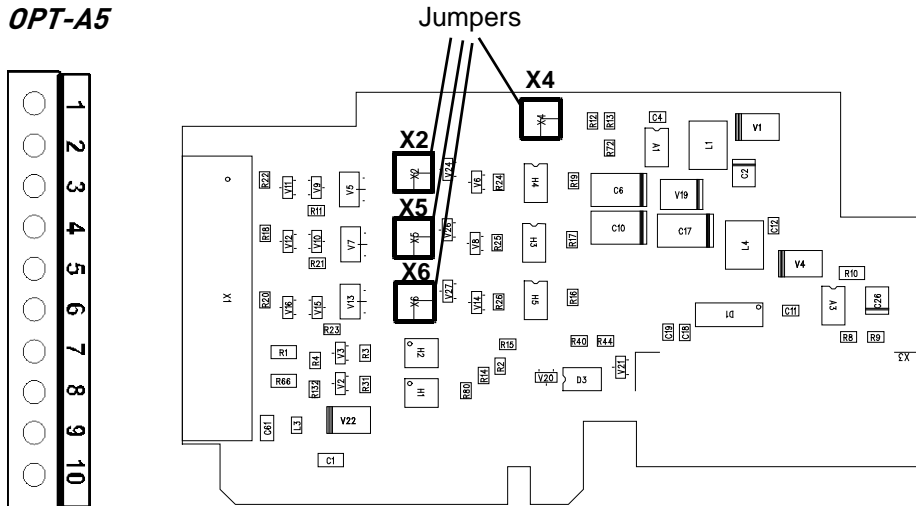 OPT-A5
Jumpers
X4
X2
X5
X6
1
2
3
4
5
6
7
8
9
10
X4
R12
R13
C4
V1
R72
A1
L1
C2
X2
V24
R22
V11
V9
V5
V6
R24
H4
R19
C6
V19
R11
X5
V26
R18
V12
V10
V7
V8
R25
H3
R17
C10
C17
L4
C12
R21
V4
R10
X1
X6
V27
R20
V16
V15
V13
V14
R26
H5
R16
D1
C11
A3
C26
R23
C19
C18
R8
R9
R1
R4
V3
R3
H2
R15
R40
R44
X3
R2
V21
R66
R132
V2
R31
H1
R80
R14
V20
D3
C61
L3
V22
C1